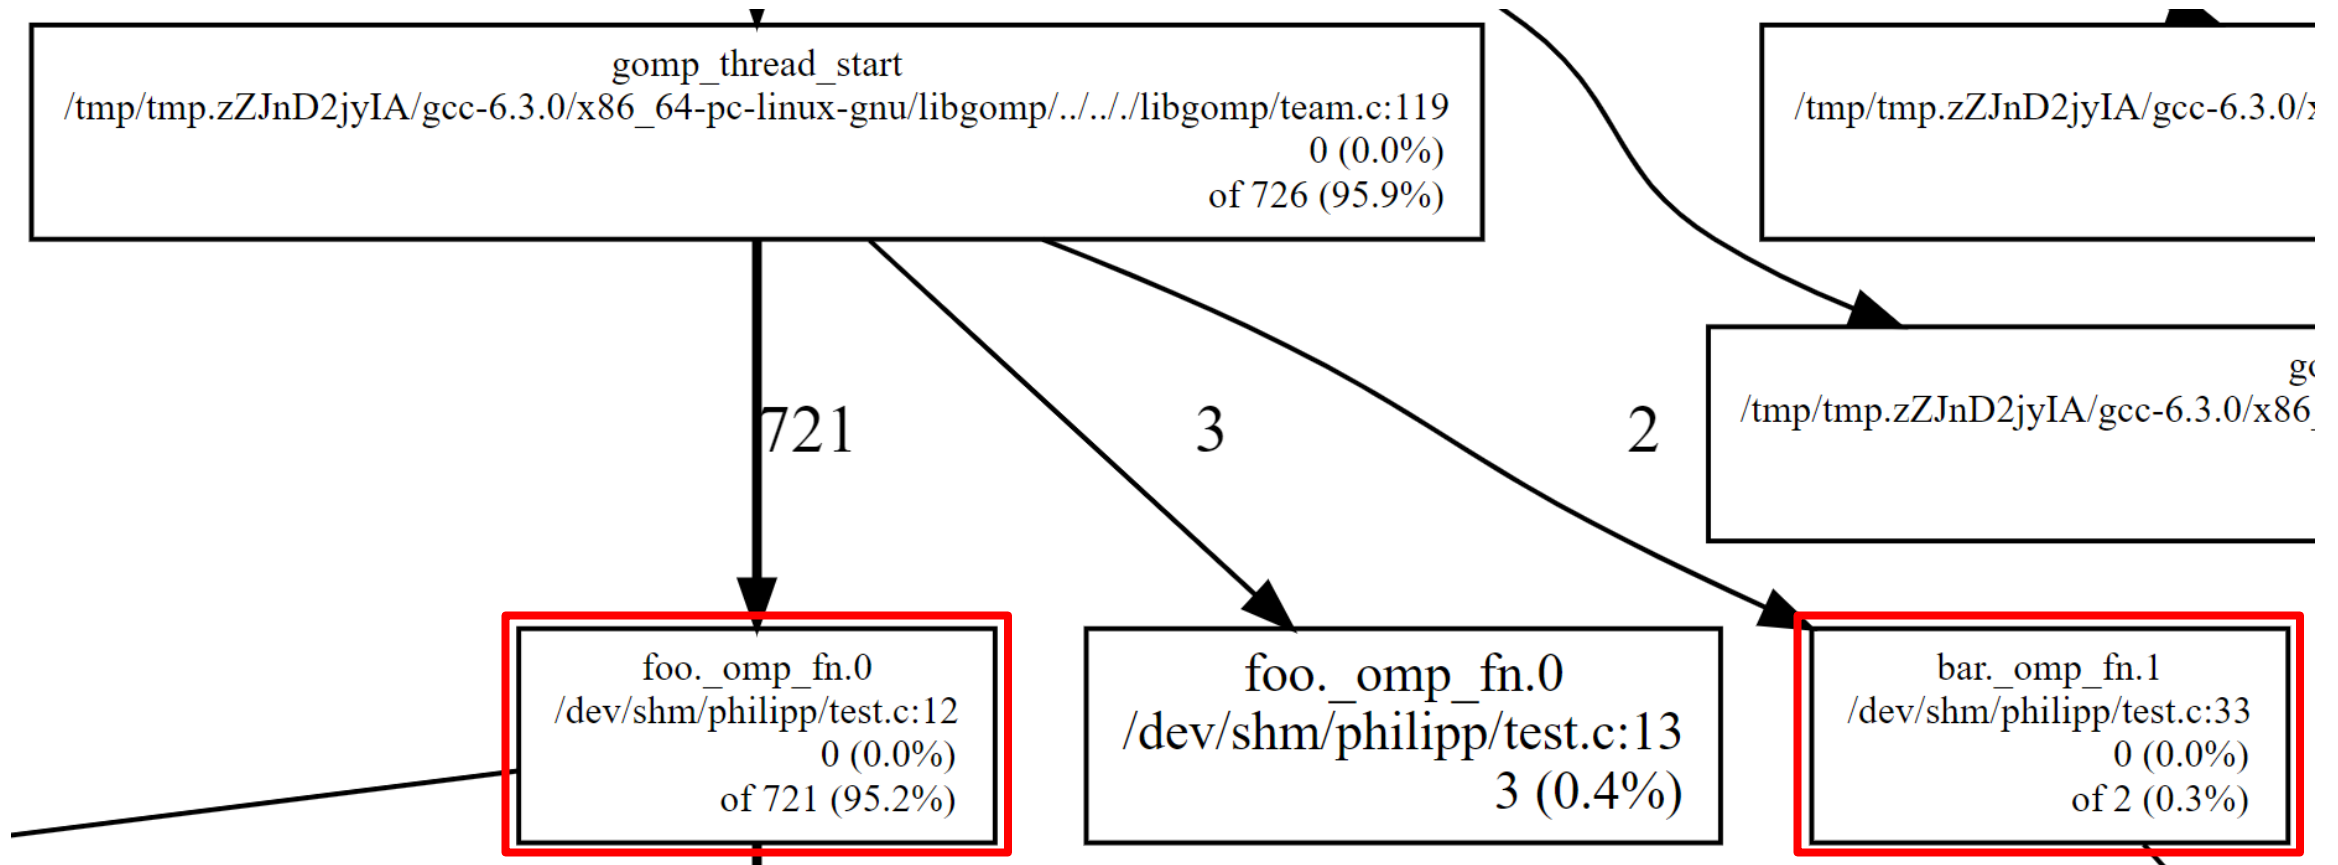 gomp_thread_start
/tmp/tmp.zZJnD2jyIA/gcc-6.3.0/x86_64-pc-linux-gnu/libgomp/../.././libgomp/team.c:119
0 (0.0%)
of 726 (95.9%)
/tmp/tmp.zZJnD2jyIA/gcc-6.3.0/x
go
/tmp/tmp.zZJnD2jyIA/gcc-6.3.0/x86_
721
3
2
foo._omp_fn.0
/dev/shm/philipp/test.c:12
0 (0.0%)
of 721 (95.2%)
foo._omp_fn.0
/dev/shm/philipp/test.c:13
3 (0.4%)
bar._omp_fn.1
/dev/shm/philipp/test.c:33
0 (0.0%)
of 2 (0.3%)